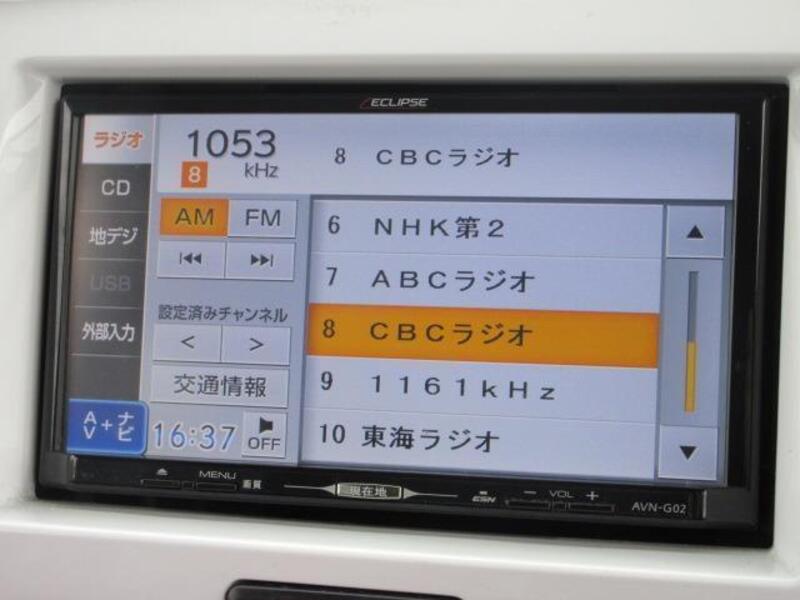 ECLIPSE
ラジオ
CD
地デジ
USB
外部入力
AV+ナビ
1053 kHz
8
8 CBCラジオ
AM FM
設定済みチャンネル
< >
交通情報
16:37 OFF
6 NHK第2
7 ABCラジオ
8 CBCラジオ
9 1161kHz
10 東海ラジオ
MENU
現在地
ESN
− VOL +
AVN-G02